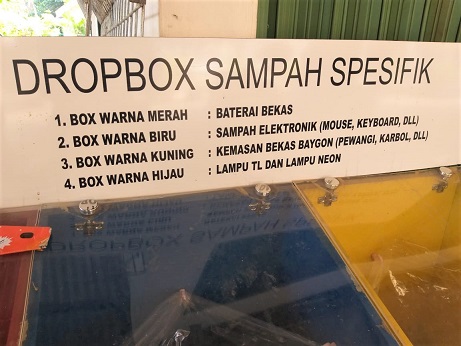 DROPBOX SAMPAH SPESIFIK
1. BOX WARNA MERAH : BATERAI BEKAS
2. BOX WARNA BIRU : SAMPAH ELEKTRONIK (MOUSE, KEYBOARD, DLL)
3. BOX WARNA KUNING : KEMASAN BEKAS BAYGON (PEWANGI, KARBOL, DLL)
4. BOX WARNA HIJAU : LAMPU TL DAN LAMPU NEON